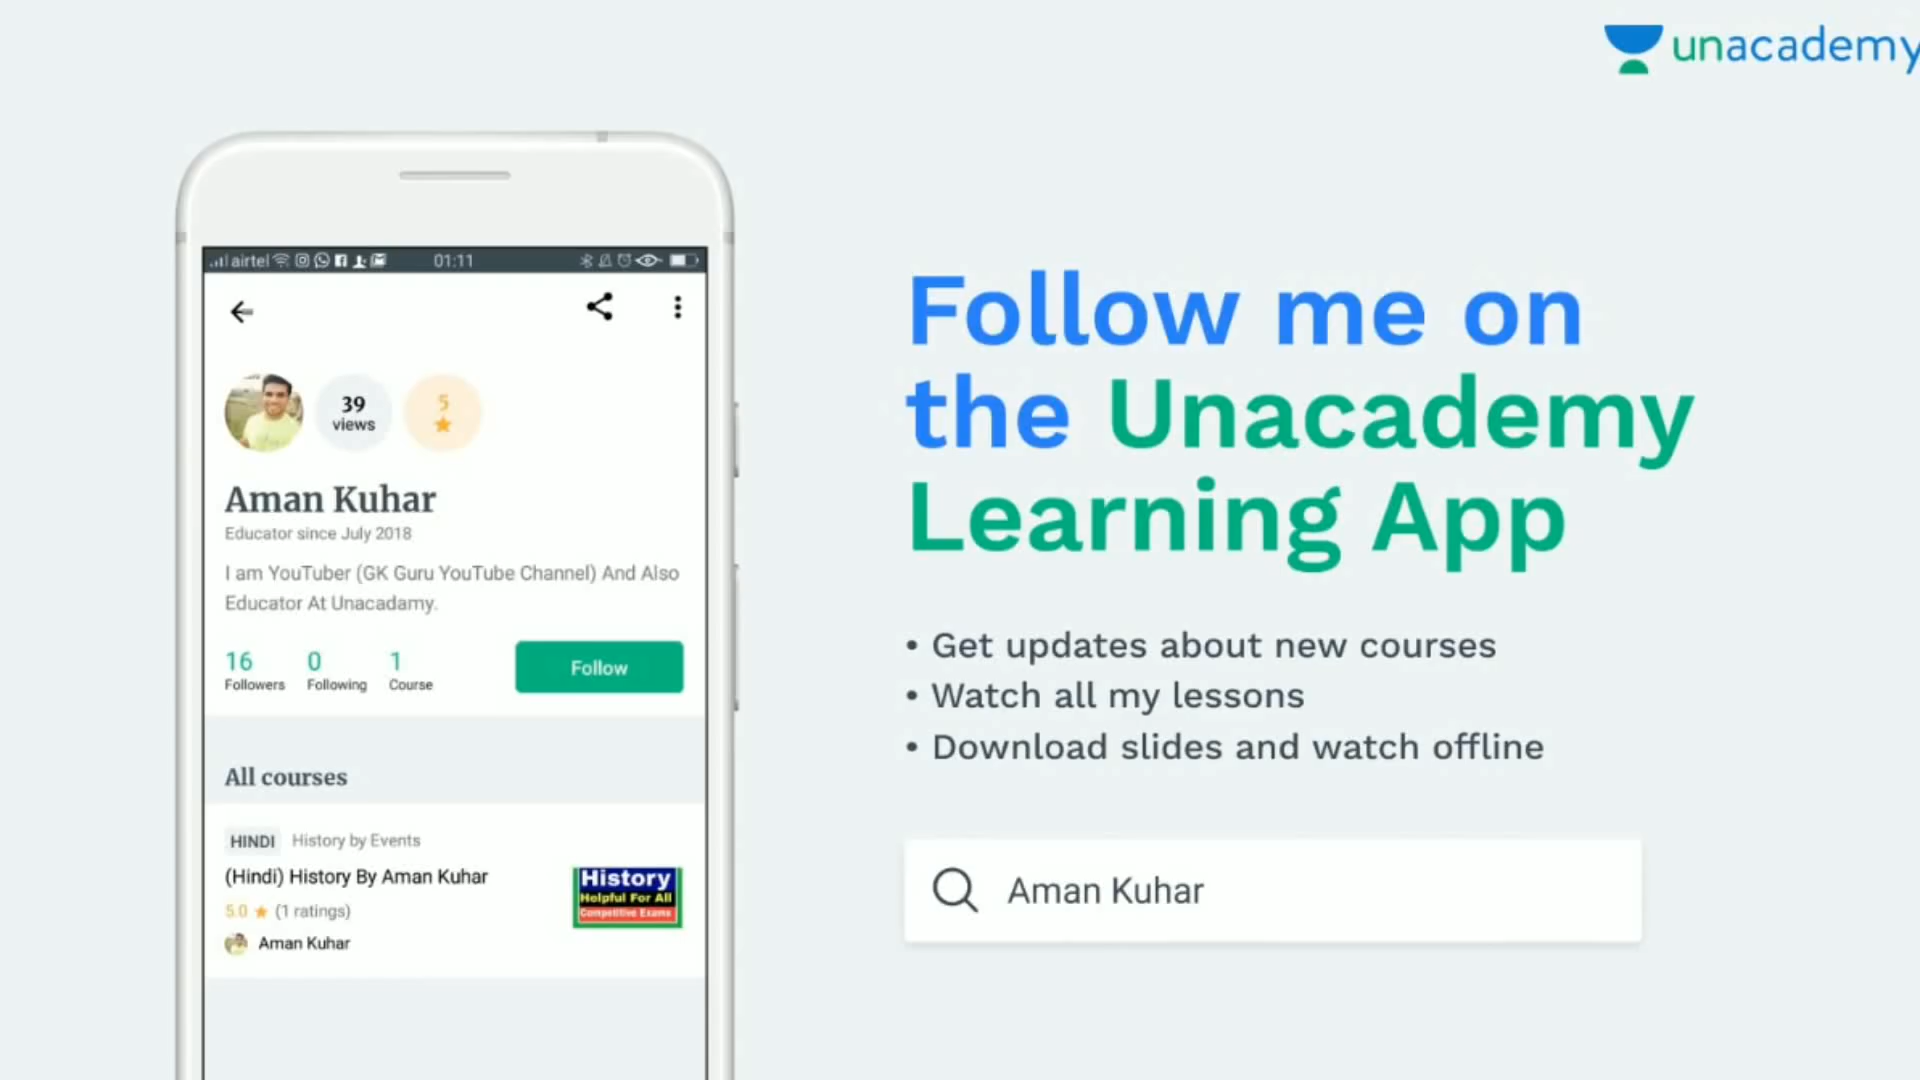 unacademy
airtel 01:11
39
views
5
Aman Kuhar
Educator since July 2018
I am YouTuber (GK Guru YouTube Channel) And Also
Educator At Unacadamy.
16 0 1
Followers Following Course
Follow
All courses
HINDI History by Events
(Hindi) History By Aman Kuhar
5.0 ★ (1 ratings)
Aman Kuhar
History
Helpful For All
Competitive Exams
Follow me on
the Unacademy
Learning App
• Get updates about new courses
• Watch all my lessons
• Download slides and watch offline
Aman Kuhar